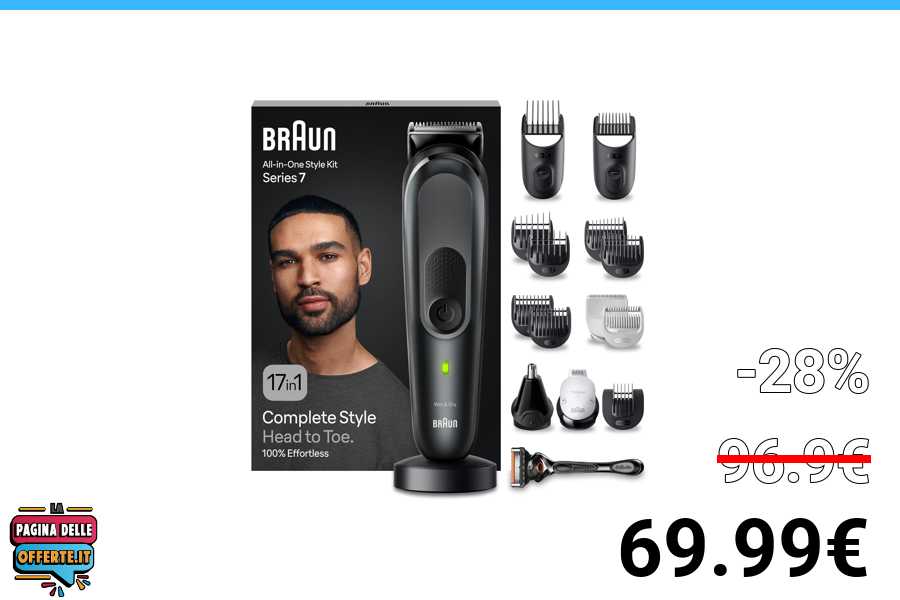 BRAUN
BRAUN
All-in-One Style Kit
Series 7
17in1
Complete Style
Head to Toe.
100% Effortless
Wet & Dry
BRAUN
-28%
96.9€
69.99€
LA
PAGINA DELLE
OFFERTE.IT